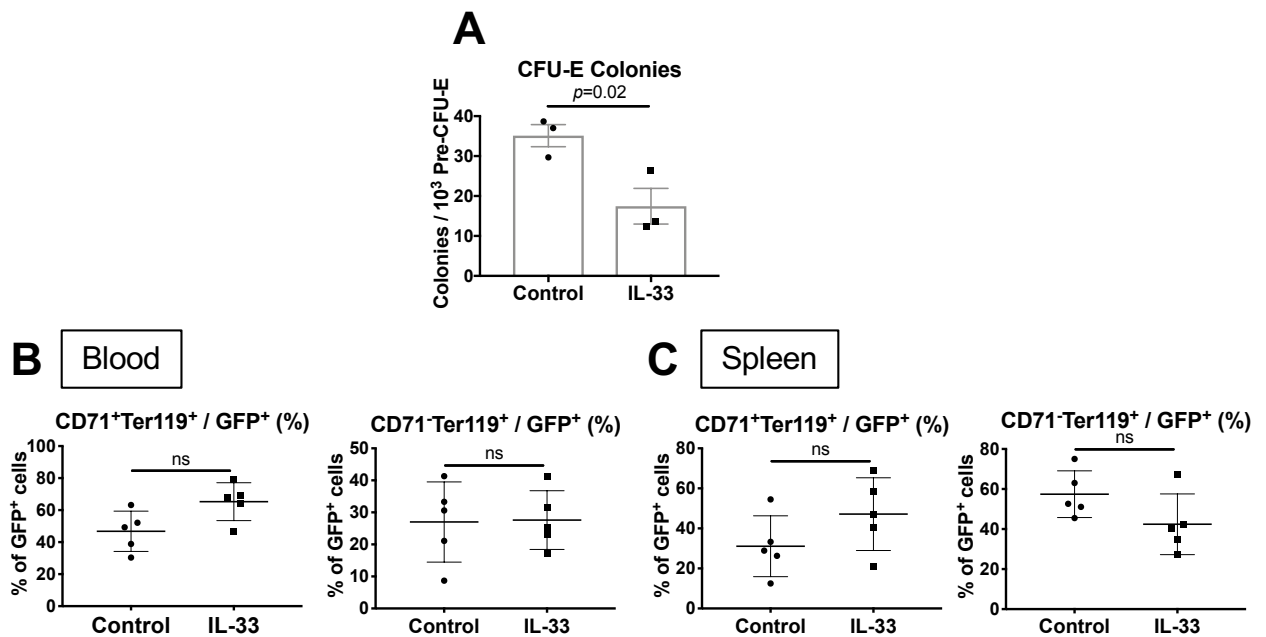 A
CFU-E Colonies
p=0.02
Colonies / 10³ Pre-CFU-E
40
30
20
10
0
Control IL-33
B Blood
CD71⁺Ter119⁺ / GFP⁺ (%)
ns
% of GFP⁺ cells
100
80
60
40
20
0
Control IL-33
CD71⁻Ter119⁺ / GFP⁺ (%)
ns
% of GFP⁺ cells
50
40
30
20
10
0
Control IL-33
C Spleen
CD71⁺Ter119⁺ / GFP⁺ (%)
ns
% of GFP⁺ cells
80
60
40
20
0
Control IL-33
CD71⁻Ter119⁺ / GFP⁺ (%)
ns
% of GFP⁺ cells
80
60
40
20
0
Control IL-33